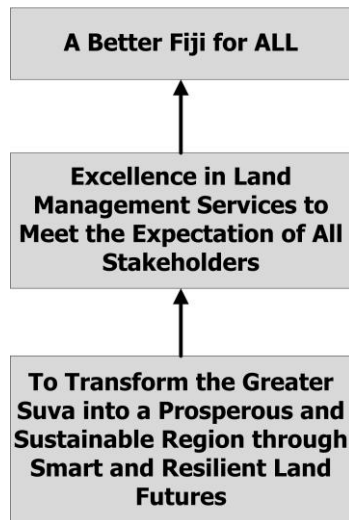 A Better Fiji for ALL
Excellence in Land
Management Services to
Meet the Expectation of All
Stakeholders
To Transform the Greater
Suva into a Prosperous and
Sustainable Region through
Smart and Resilient Land
Futures